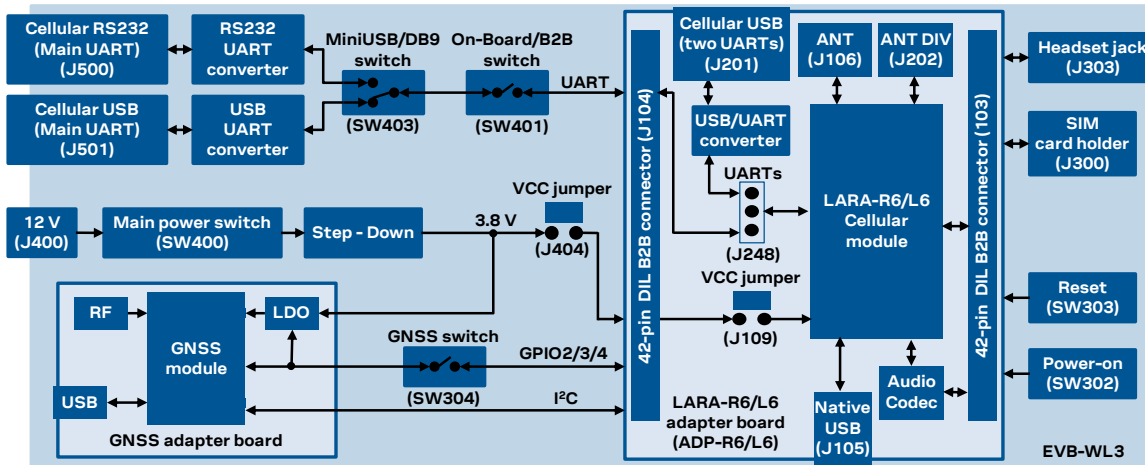 Cellular RS232
(Main UART)
(J500)
RS232
UART
converter
MiniUSB/DB9
switch
(SW403)
On-Board/B2B
switch
(SW401)
UART
Cellular USB
(Main UART)
(J501)
USB
UART
converter
12 V
(J400)
Main power switch
(SW400)
Step - Down
3.8 V
VCC jumper
(J404)
RF
GNSS
module
LDO
USB
GNSS adapter board
GNSS switch
(SW304)
GPIO2/3/4
I²C
42-pin DIL B2B connector (J104)
Cellular USB
(two UARTs)
(J201)
USB/UART
converter
UARTs
(J248)
VCC jumper
(J109)
ANT
(J106)
ANT DIV
(J202)
LARA-R6/L6
Cellular
module
LARA-R6/L6
adapter board
(ADP-R6/L6)
Native
USB
(J105)
Audio
Codec
42-pin DIL B2B connector (103)
Headset jack
(J303)
SIM
card holder
(J300)
Reset
(SW303)
Power-on
(SW302)
EVB-WL3